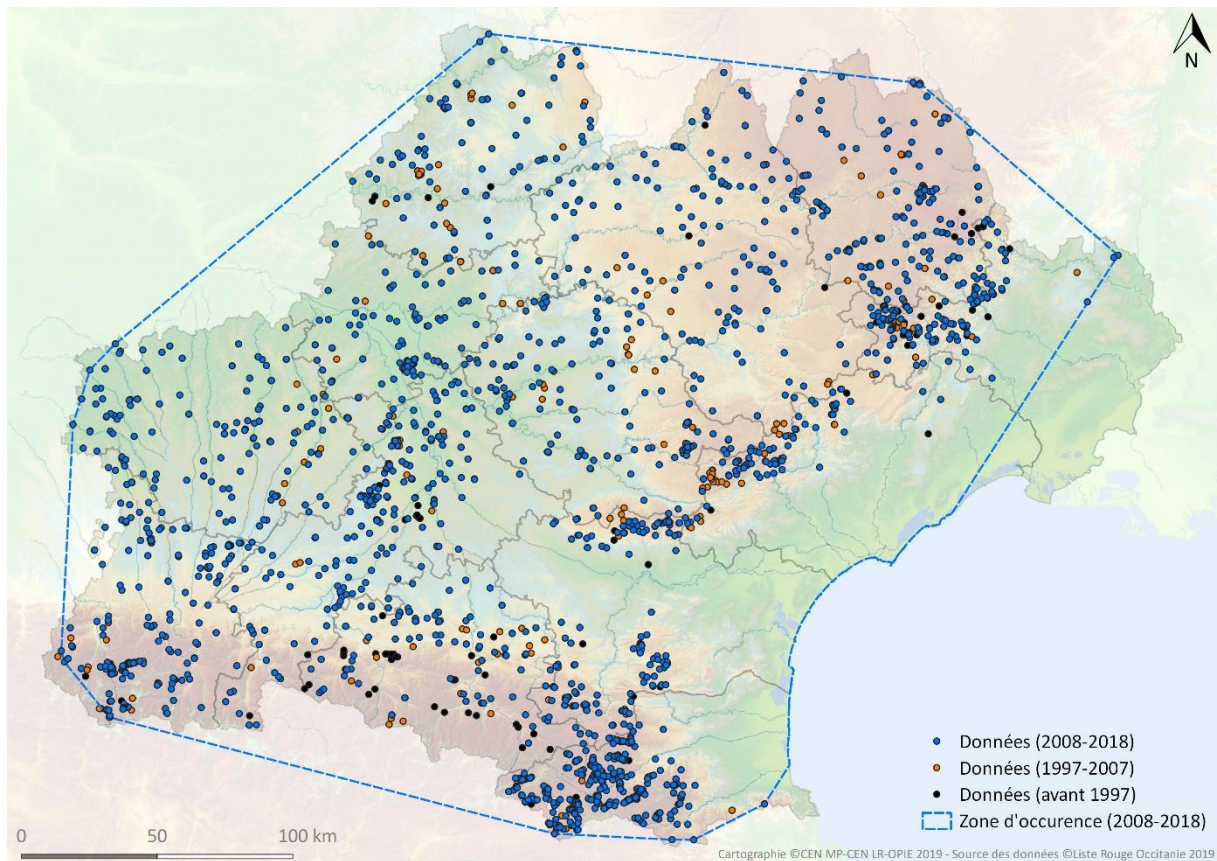 N
Données (2008-2018)
Données (1997-2007)
Données (avant 1997)
Zone d'occurence (2008-2018)
0 50 100 km
Cartographie ©CEN MP-CEN LR-OPIE 2019 - Source des données ©Liste Rouge Occitanie 2019